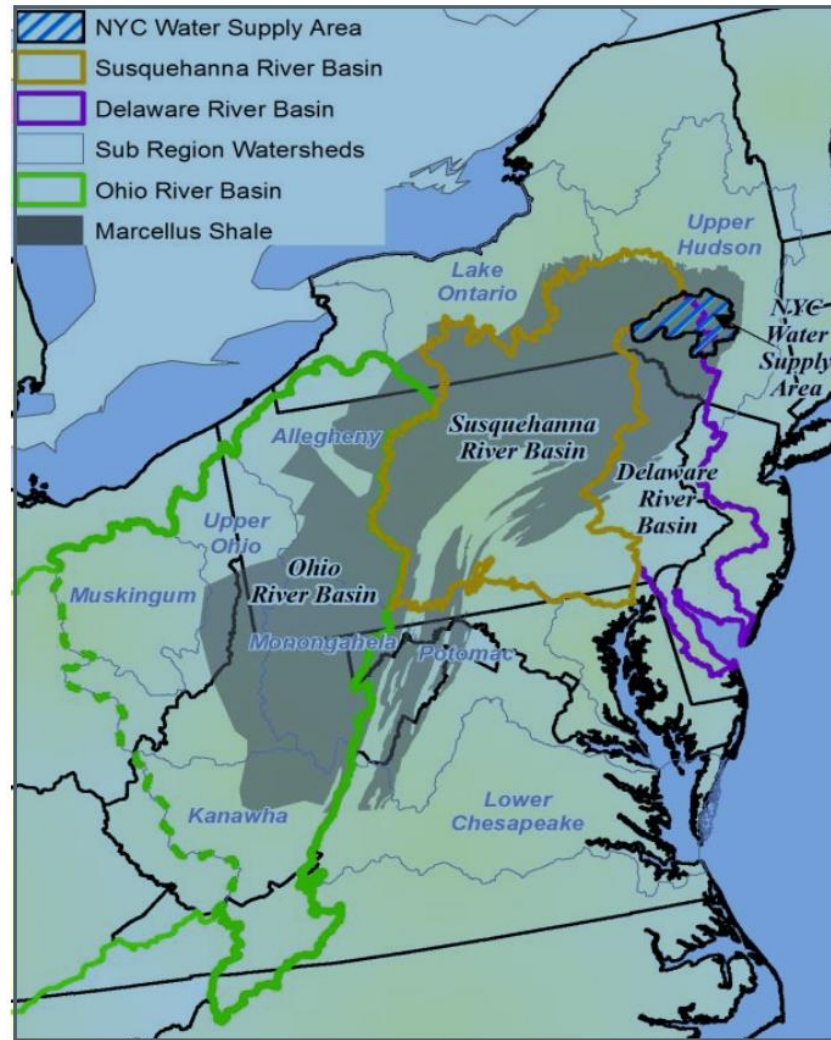 NYC Water Supply Area
Susquehanna River Basin
Delaware River Basin
Sub Region Watersheds
Ohio River Basin
Marcellus Shale
Upper
Hudson
Lake
Ontario
NYC
Water
Supply
Area
Allegheny
Susquehanna
River Basin
Delaware
River
Basin
Upper
Ohio
Ohio
River Basin
Muskingum
Monongahela
Potomac
Kanawha
Lower
Chesapeake